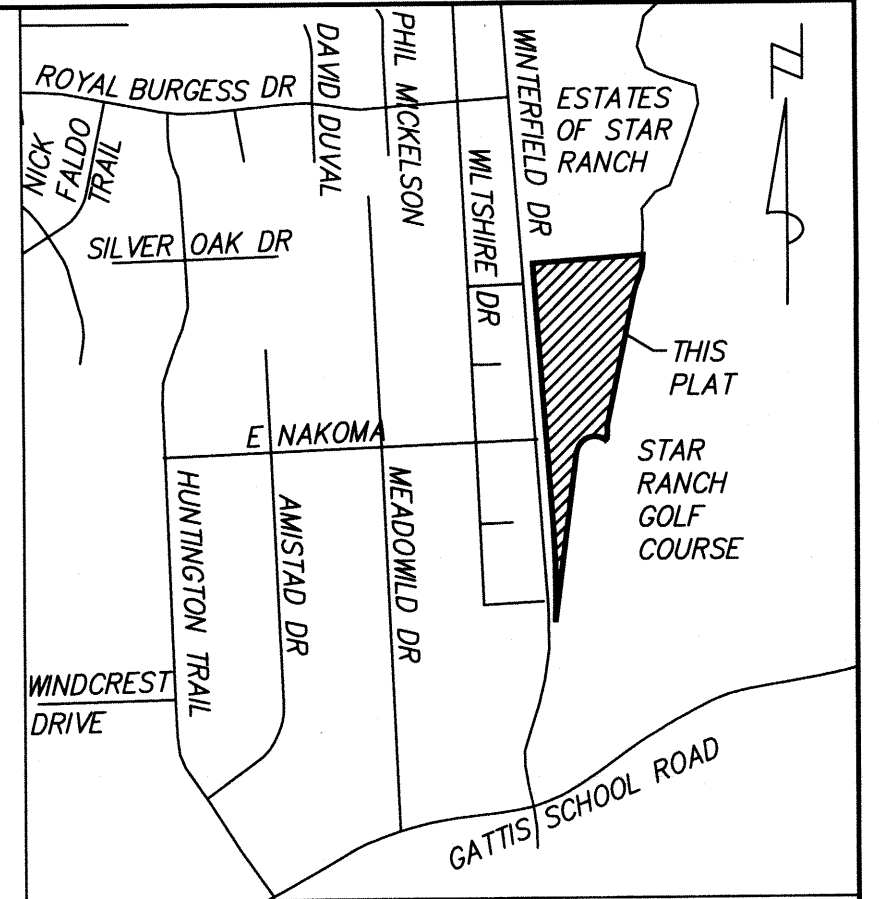 ROYAL BURGESS DR
DAVID DUVAL
PHIL MICKELSON
WINTERFIELD DR
ESTATES
OF STAR
RANCH
N
NICK
FALDO
TRAIL
SILVER OAK DR
WILTSHIRE DR
THIS
PLAT
E NAKOMA
STAR
RANCH
GOLF
COURSE
HUNTINGTON TRAIL
AMISTAD DR
MEADOWILD DR
WINDCREST
DRIVE
GATTIS SCHOOL ROAD